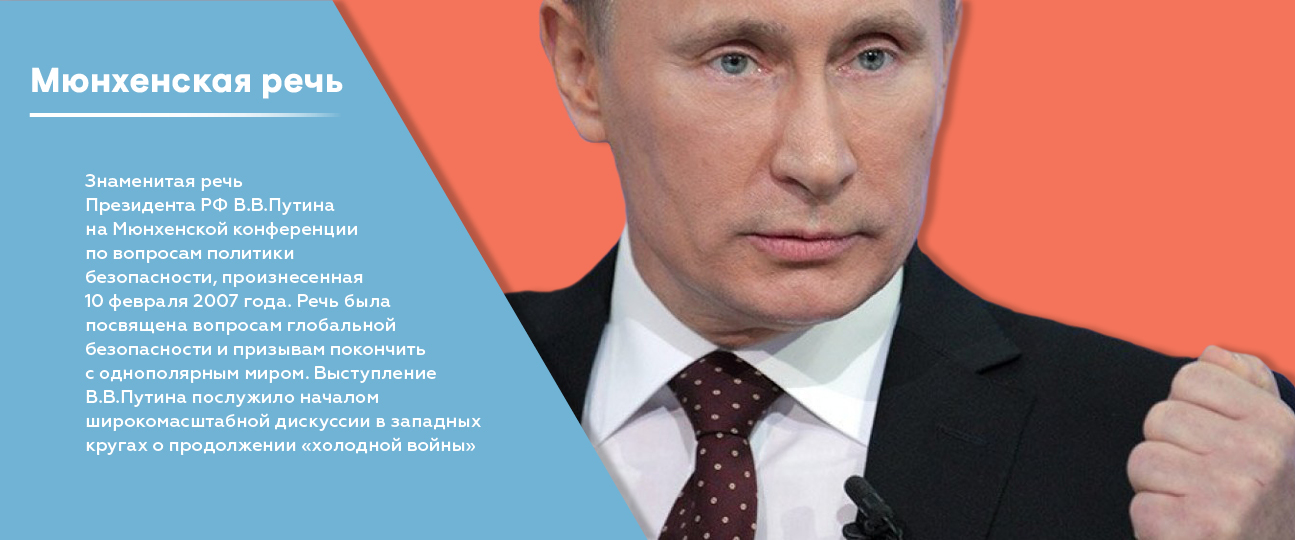 Мюнхенская речь
Знаменитая речь
Президента РФ В.В.Путина
на Мюнхенской конференции
по вопросам политики
безопасности, произнесенная
10 февраля 2007 года. Речь была
посвящена вопросам глобальной
безопасности и призывам покончить
с однополярным миром. Выступление
В.В.Путина послужило началом
широкомасштабной дискуссии в западных
кругах о продолжении «холодной войны»